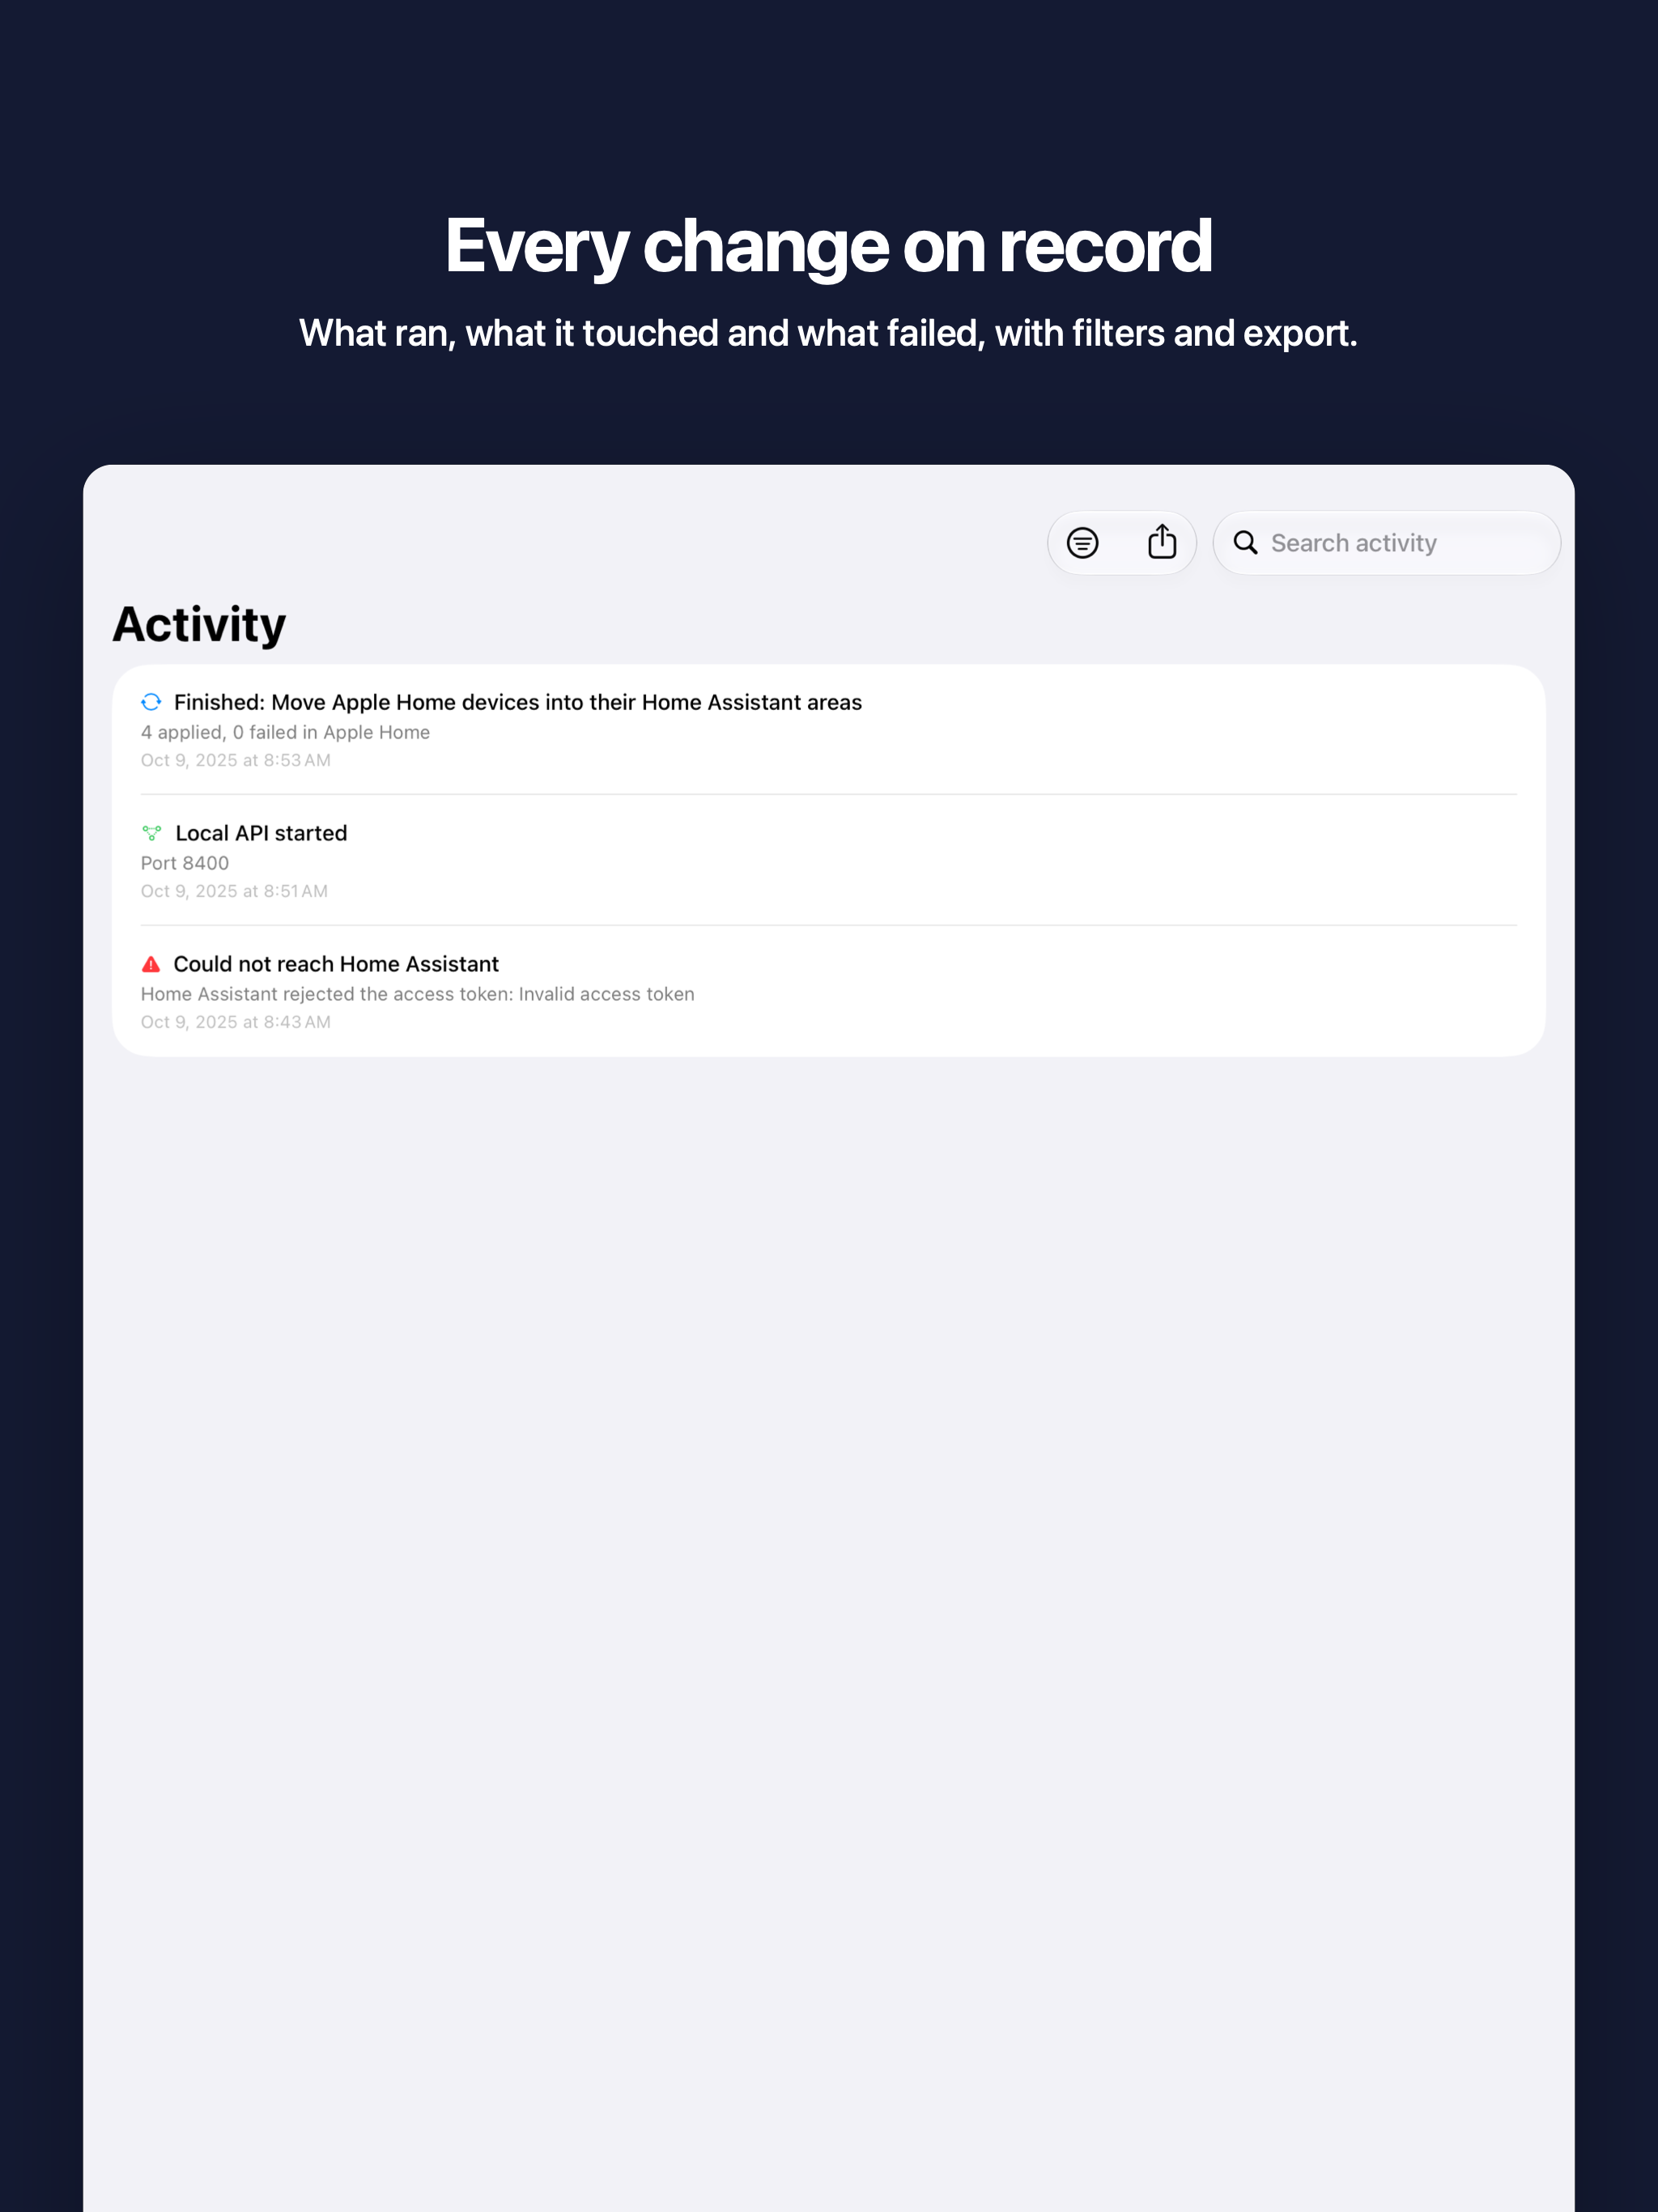 Every change on record
What ran, what it touched and what failed, with filters and export.
Search activity
Activity
Finished: Move Apple Home devices into their Home Assistant areas
4 applied, 0 failed in Apple Home
Oct 9, 2025 at 8:53 AM
Local API started
Port 8400
Oct 9, 2025 at 8:51 AM
Could not reach Home Assistant
Home Assistant rejected the access token: Invalid access token
Oct 9, 2025 at 8:43 AM